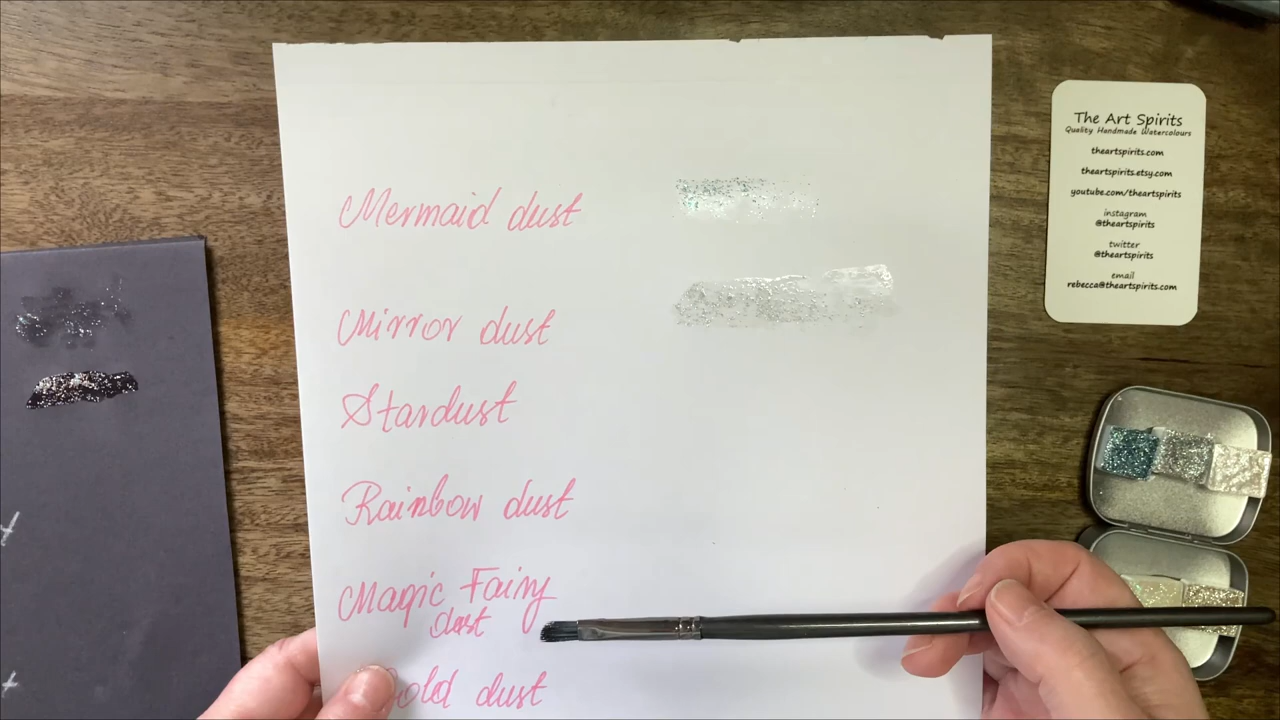 Mermaid dust
Mirror dust
Stardust
Rainbow dust
Magic Fairy
dust
old dust
The Art Spirits
Quality Handmade Watercolours
theartspirits.com
theartspirits.etsy.com
youtube.com/theartspirits
instagram
@theartspirits
twitter
@theartspirits
email
rebecca@theartspirits.com